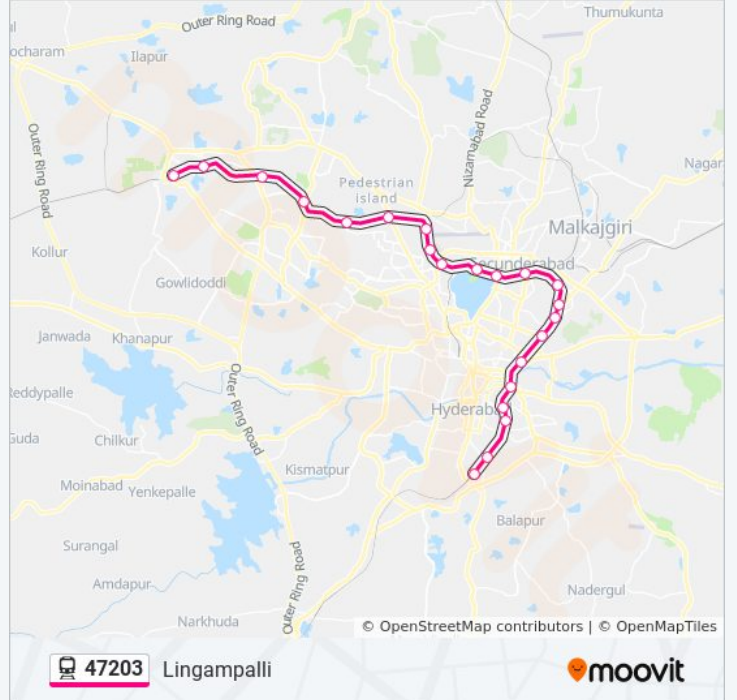 Outer Ring Road
Thumukunta
ocharam
Ilapur
Outer Ring Road
Nizamabad Road
Nagar
Pedestrian
island
Malkajgiri
Kollur
Secunderabad
Gowlidoddi
Janwada
Khanapur
Reddypalle
Outer Ring Road
Hyderabad
Guda
Chilkur
Kismatpur
Moinabad
Yenkepalle
Balapur
Surangal
Outer Ring Road
Amdapur
Nadergul
Narkhuda
© OpenStreetMap contributors | © OpenMapTiles
47203 Lingampalli
moovit